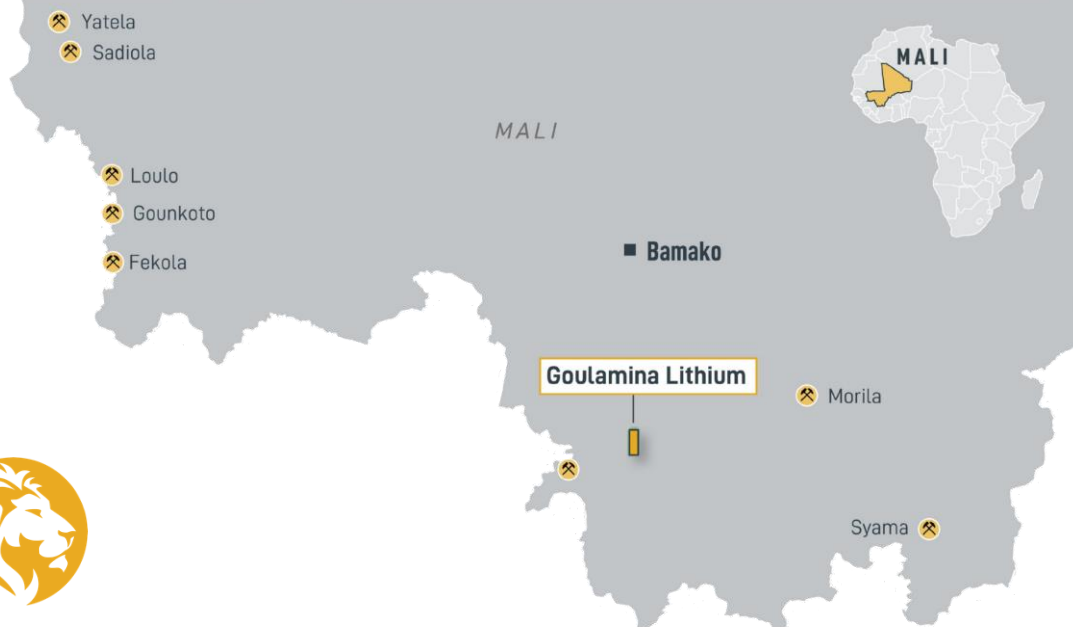 Yatela
Sadiola
MALI
MALI
Loulo
Gounkoto
Bamako
Fekola
Goulamina Lithium
Morila
Syama